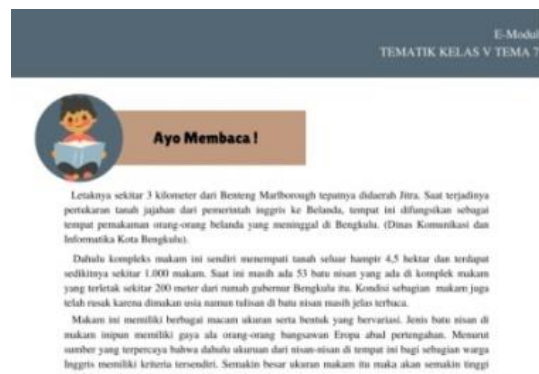 E-Modul
TEMATIK KELAS V TEMA 7
Ayo Membaca !
Letaknya sekitar 3 kilometer dari Benteng Marlborough tepatnya didaerah Jitra. Saat terjadinya
pertukaran tanah jajahan dari pemerintah inggris ke Belanda, tempat ini difungsikan sebagai
tempat pemakaman orang-orang belanda yang meninggal di Bengkulu. (Dinas Komunikasi dan
Informatika Kota Bengkulu).
Dahulu kompleks makam ini sendiri menempati tanah seluar hampir 4,5 hektar dan terdapat
sedikitnya sekitar 1.000 makam. Saat ini masih ada 53 batu nisan yang ada di komplek makam
yang terletak sekitar 200 meter dari rumah gubernur Bengkulu itu. Kondisi sebagian makam juga
telah rusak karena dimakan usia namun tulisan di batu nisan masih jelas terbaca.
Makam ini memiliki berbagai macam ukuran serta bentuk yang bervariasi. Jenis batu nisan di
makam inipun memiliki gaya ala orang-orang bangsawan Eropa abad pertengahan. Menurut
sumber yang terpercaya bahwa dahulu ukuruan dari nisan-nisan di tempat ini bagi sebagian warga
Inggris memiliki kriteria tersendiri. Semakin besar ukuran makam itu maka akan semakin tinggi